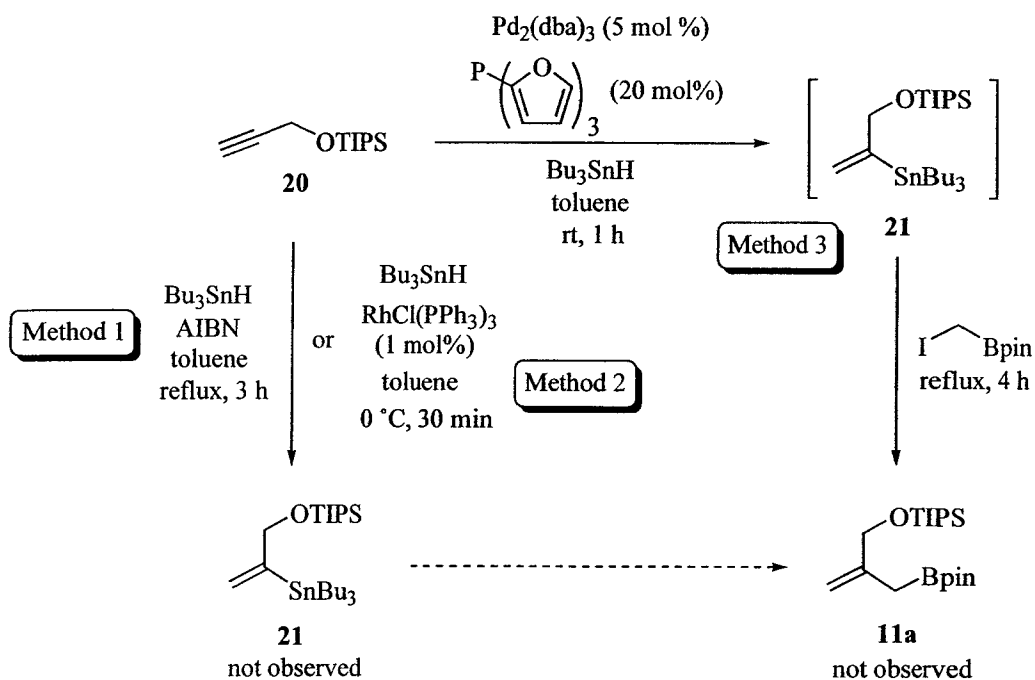 Pd2(dba)3 (5 mol %)
P ( O )3 (20 mol%)
OTIPS
20
Bu3SnH
toluene
rt, 1 h
Method 3
OTIPS
SnBu3
21
Method 1
Bu3SnH
AIBN
toluene
reflux, 3 h
or
Bu3SnH
RhCl(PPh3)3
(1 mol%)
toluene
0 °C, 30 min
Method 2
I Bpin
reflux, 4 h
OTIPS
SnBu3
21
not observed
OTIPS
Bpin
11a
not observed